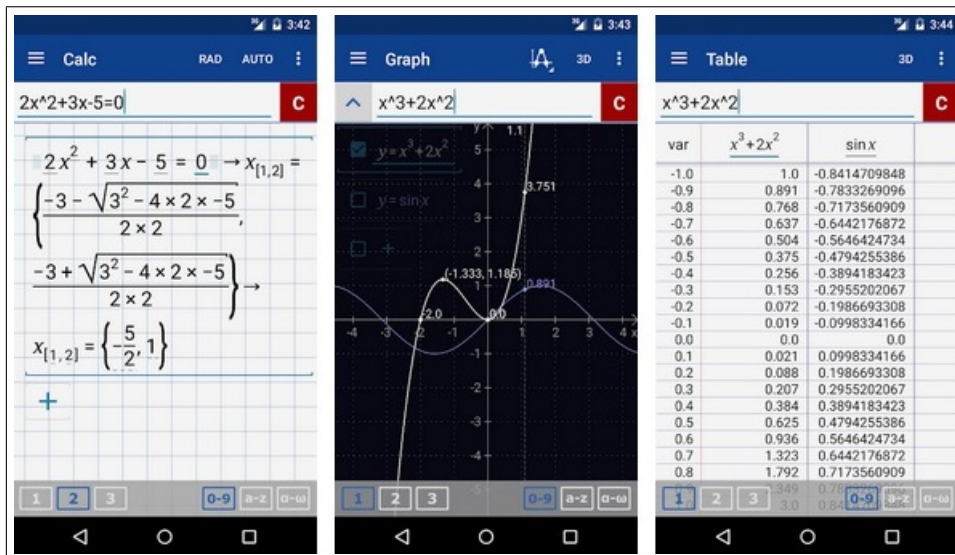 3:42
Calc RAD AUTO
2x^2+3x-5=0 C
2x² + 3x - 5 = 0 → x[1,2] =
{ (-3 - √(3² - 4 × 2 × -5)) / (2 × 2),
(-3 + √(3² - 4 × 2 × -5)) / (2 × 2) } →
x[1,2] = { -5/2, 1 }
+
1 2 3 0-9 a-z α-ω
3:43
Graph 3D
x^3+2x^2 C
y 1.1
y=x³+2x²
y=sin x
+
5
4
3.751
3
2
(-1.333, 1.185)
1
0.891
-2.0 0.0
-4 -3 -2 -1 1 2 3 4 x
-1
-2
-3
-4
1 2 3 0-9 a-z α-ω
3:44
Table 3D
x^3+2x^2 C
var x³+2x² sin x
-1.0 1.0 -0.8414709848
-0.9 0.891 -0.7833269096
-0.8 0.768 -0.7173560909
-0.7 0.637 -0.6442176872
-0.6 0.504 -0.5646424734
-0.5 0.375 -0.4794255386
-0.4 0.256 -0.3894183423
-0.3 0.153 -0.2955202067
-0.2 0.072 -0.1986693308
-0.1 0.019 -0.0998334166
0.0 0.0 0.0
0.1 0.021 0.0998334166
0.2 0.088 0.1986693308
0.3 0.207 0.2955202067
0.4 0.384 0.3894183423
0.5 0.625 0.4794255386
0.6 0.936 0.5646424734
0.7 1.323 0.6442176872
0.8 1.792 0.7173560909
3.0
1 2 3 0-9 a-z α-ω